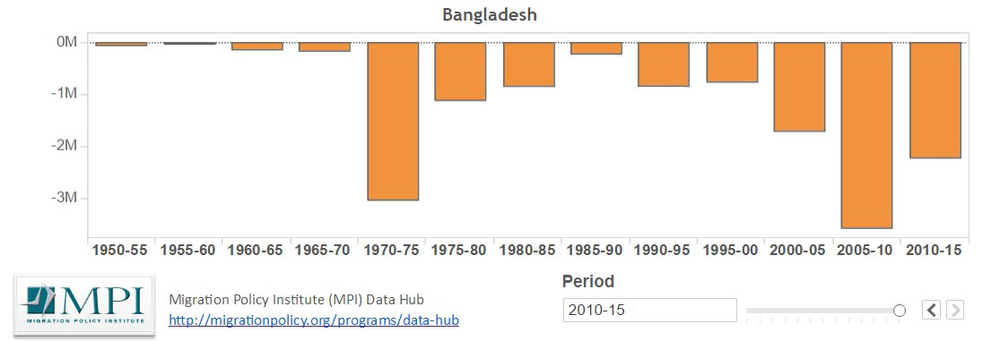 Bangladesh
0M
-1M
-2M
-3M
1950-55 1955-60 1960-65 1965-70 1970-75 1975-80 1980-85 1985-90 1990-95 1995-00 2000-05 2005-10 2010-15
MPI
MIGRATION POLICY INSTITUTE
Migration Policy Institute (MPI) Data Hub
http://migrationpolicy.org/programs/data-hub
Period
2010-15